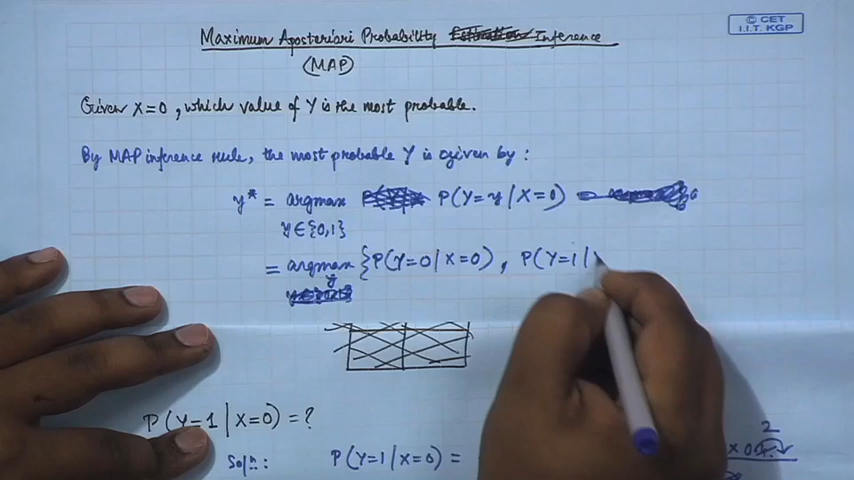 © CET
I.I.T. KGP
Maximum Aposteriori Probability Inference
(MAP)
Given X=0, which value of Y is the most probable.
By MAP inference rule, the most probable Y is given by:
y* = argmax P(Y=y | X=0)
y∈{0,1}
= argmax {P(Y=0 | X=0), P(Y=1 |
y
P(Y=1 | X=0) = ?
Soln: P(Y=1 | X=0) =
2